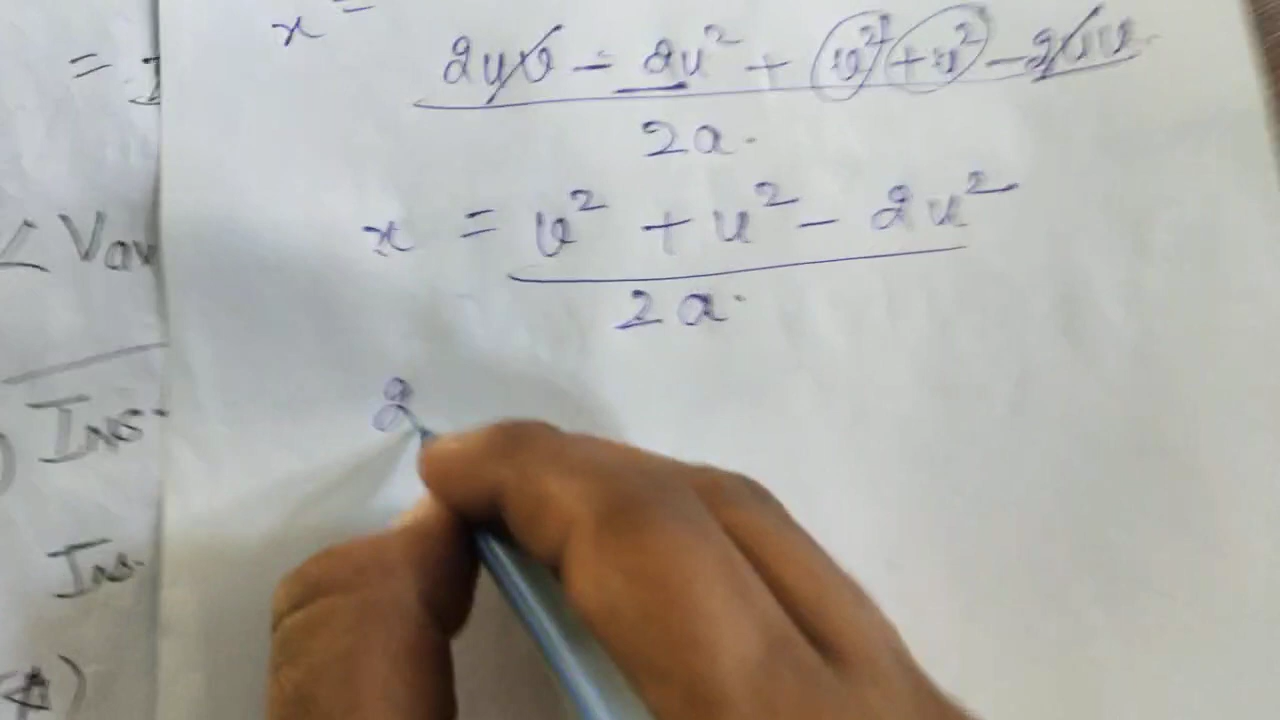 x =
2uv - 2u² + v² + u² - 2uv
2a.
x = v² + u² - 2u²
2a.
= I
< Vav
Ins.
Ins.